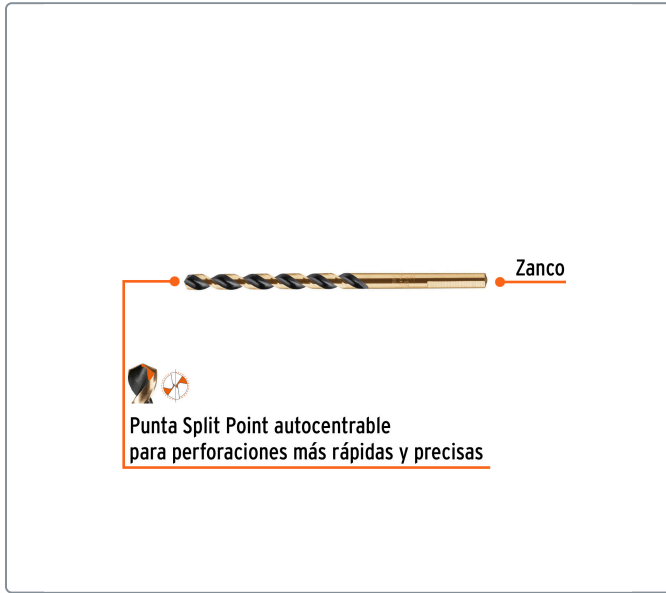 Zanco
Punta Split Point autocentrable
para perforaciones más rápidas y precisas